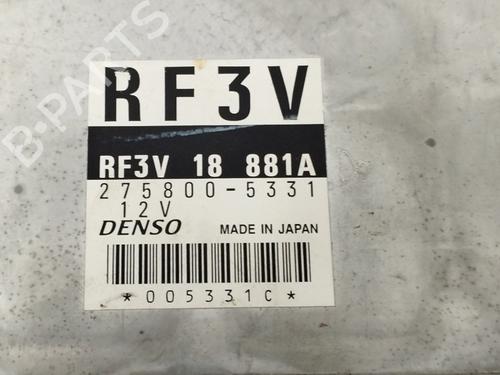 RF3V
RF3V 18 881A
275800-5331
12V
DENSO MADE IN JAPAN
*005331C*
B-PARTS